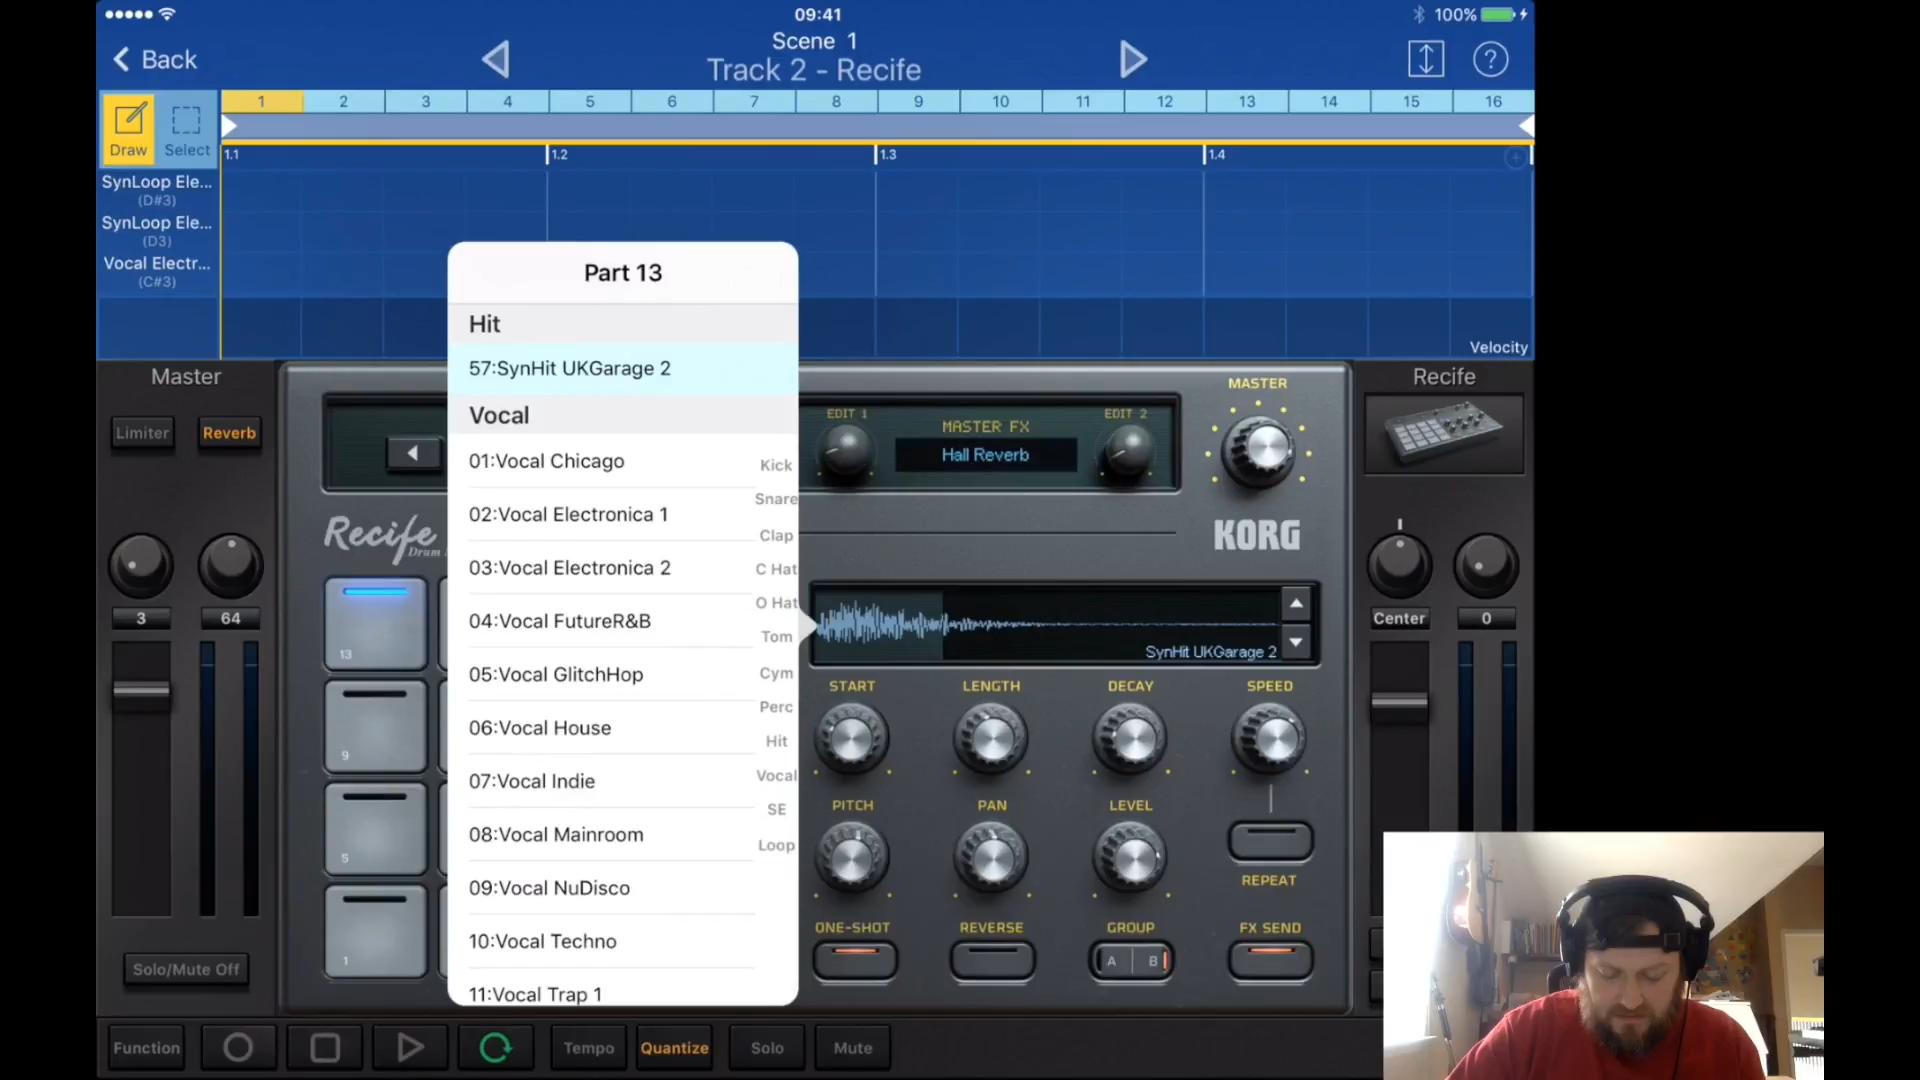 09:41
100%
Back
Scene 1
Track 2 - Recife
1 2 3 4 5 6 7 8 9 10 11 12 13 14 15 16
Draw
Select
1.1 1.2 1.3 1.4
SynLoop Ele...
(D#3)
SynLoop Ele...
(D3)
Vocal Electr...
(C#3)
Velocity
Master
Limiter
Reverb
3
64
Solo/Mute Off
Part 13
Hit
57:SynHit UKGarage 2
Vocal
01:Vocal Chicago
02:Vocal Electronica 1
03:Vocal Electronica 2
04:Vocal FutureR&B
05:Vocal GlitchHop
06:Vocal House
07:Vocal Indie
08:Vocal Mainroom
09:Vocal NuDisco
10:Vocal Techno
11:Vocal Trap 1
Kick
Snare
Clap
C Hat
O Hat
Tom
Cym
Perc
Hit
Vocal
SE
Loop
Recife
Drum
13
9
5
1
EDIT 1
MASTER FX
Hall Reverb
EDIT 2
MASTER
KORG
SynHit UKGarage 2
START LENGTH DECAY SPEED
PITCH PAN LEVEL
REPEAT
ONE-SHOT REVERSE GROUP FX SEND
A B
Recife
Center
0
Function
Tempo
Quantize
Solo
Mute